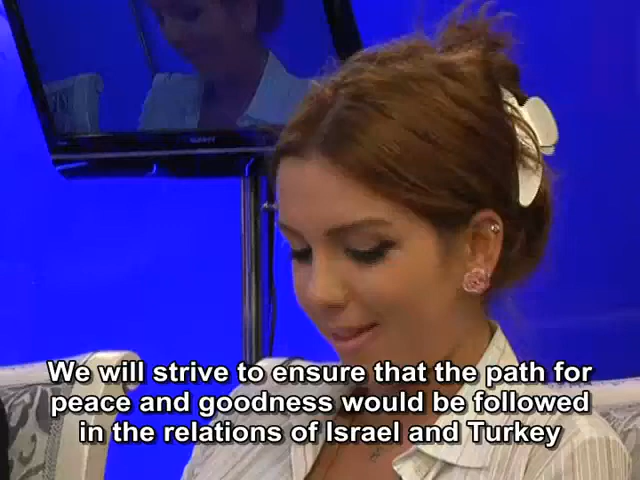 We will strive to ensure that the path for
peace and goodness would be followed
in the relations of Israel and Turkey